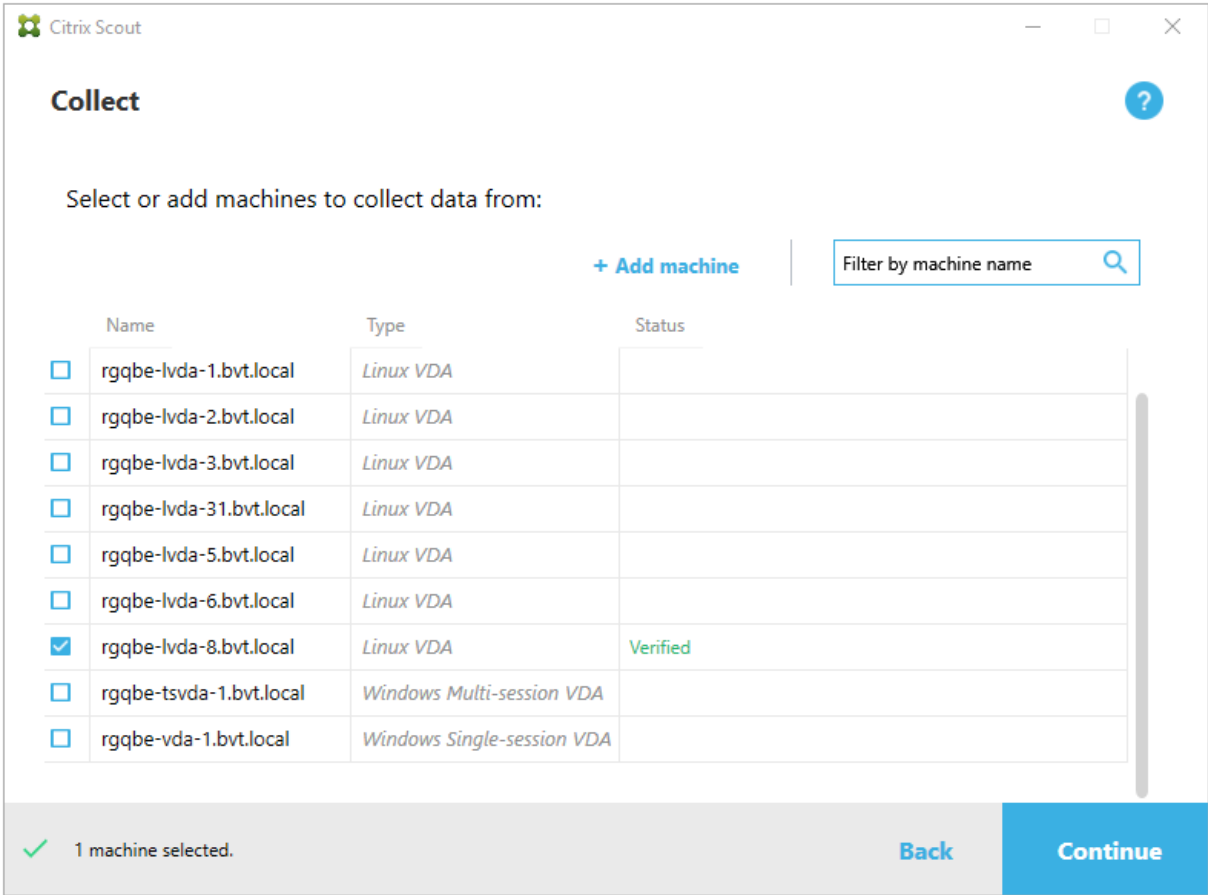 Citrix Scout
Collect
?
Select or add machines to collect data from:
+ Add machine
Filter by machine name
Name Type Status
rgqbe-lvda-1.bvt.local Linux VDA
rgqbe-lvda-2.bvt.local Linux VDA
rgqbe-lvda-3.bvt.local Linux VDA
rgqbe-lvda-31.bvt.local Linux VDA
rgqbe-lvda-5.bvt.local Linux VDA
rgqbe-lvda-6.bvt.local Linux VDA
rgqbe-lvda-8.bvt.local Linux VDA Verified
rgqbe-tsvda-1.bvt.local Windows Multi-session VDA
rgqbe-vda-1.bvt.local Windows Single-session VDA
1 machine selected.
Back
Continue